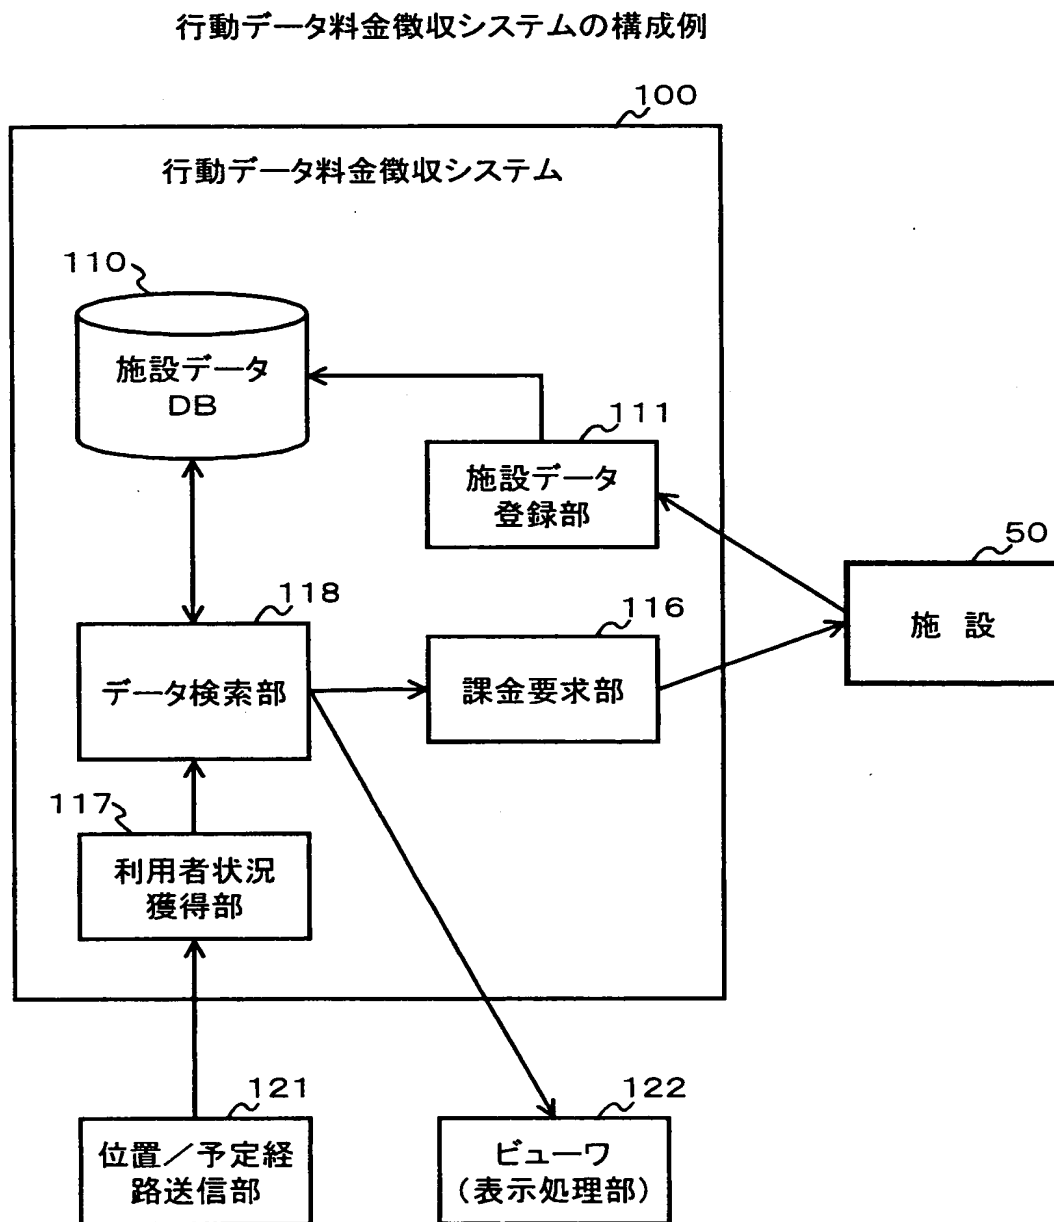 行動データ料金徴収システムの構成例
100
行動データ料金徴収システム
110
施設データ
DB
111
施設データ
登録部
50
施 設
118
データ検索部
116
課金要求部
117
利用者状況
獲得部
121
位置／予定経
路送信部
122
ビューワ
（表示処理部）